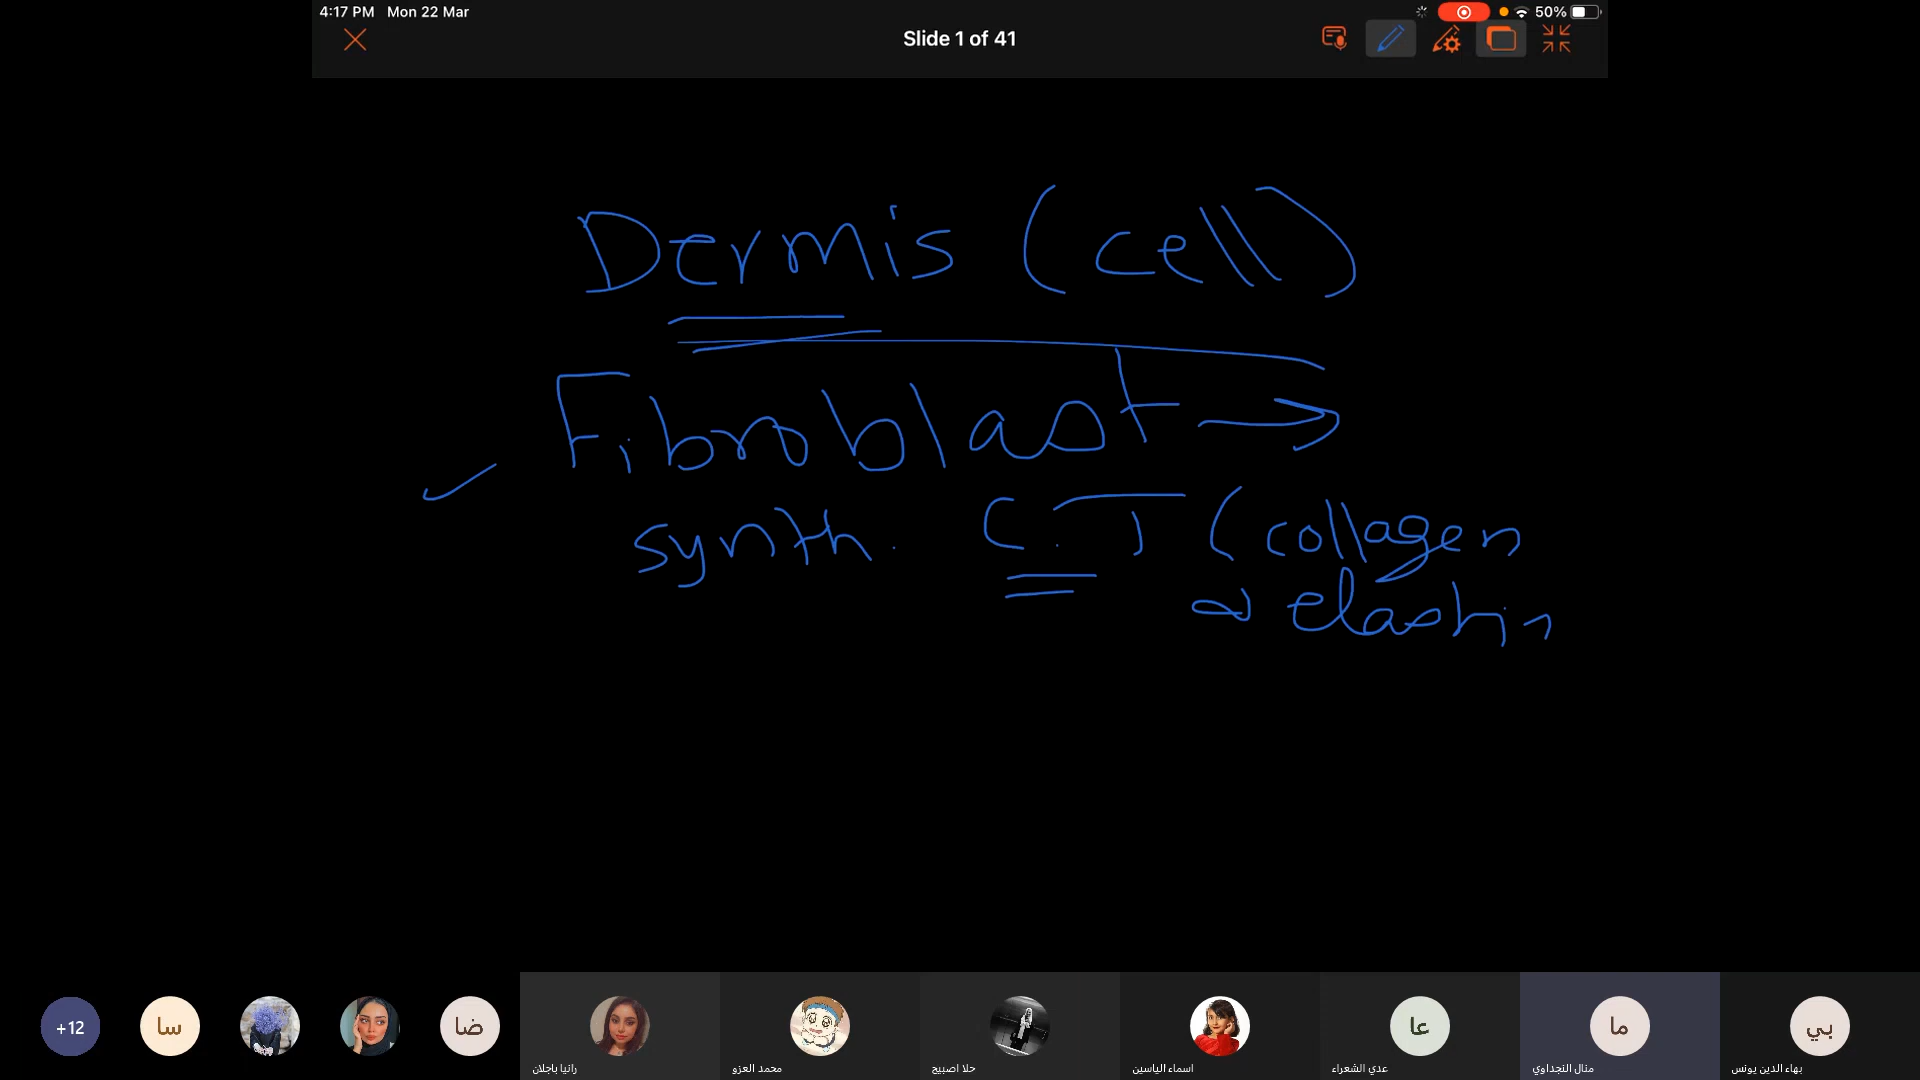 4:17 PM Mon 22 Mar
50%
Slide 1 of 41
Dermis (cell)
Fibroblast →
synth. C.T (collagen
elastin
+12
سا
ضا
عا
ما
بي
رانيا باجلان
محمد العزو
حلا اصبيح
اسماء الياسين
عدي الشعراء
منال النجداوي
بهاء الدين يونس